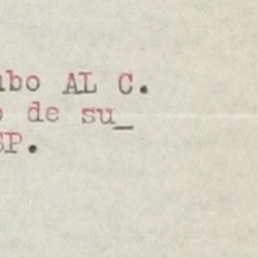 ubo AL C.
o de su_
SP.